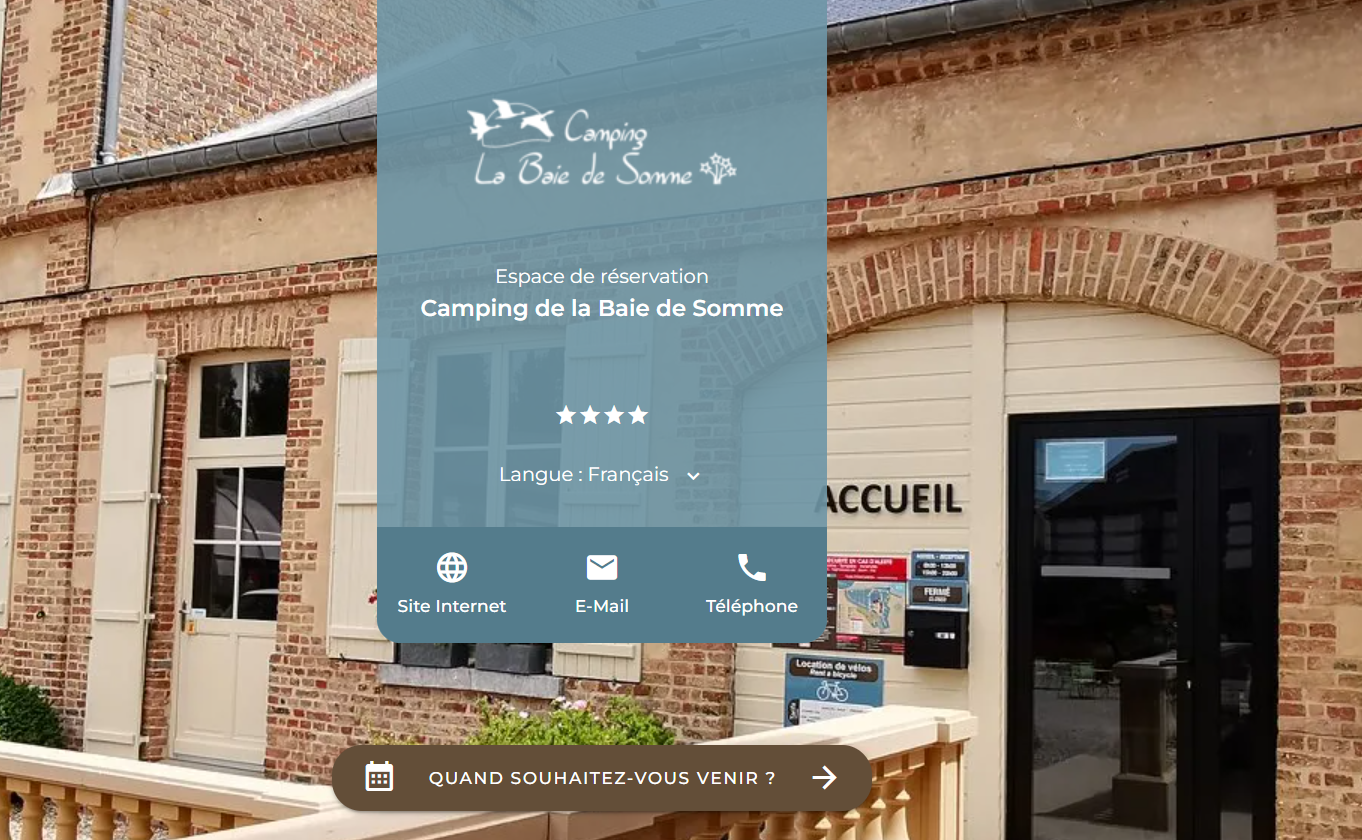 Camping
La Baie de Somme
Espace de réservation
Camping de la Baie de Somme
Langue : Français
ACCUEIL
Site Internet
E-Mail
Téléphone
FERMÉ
CLOSED
Location de vélos
Rent a bicycle
QUAND SOUHAITEZ-VOUS VENIR ?